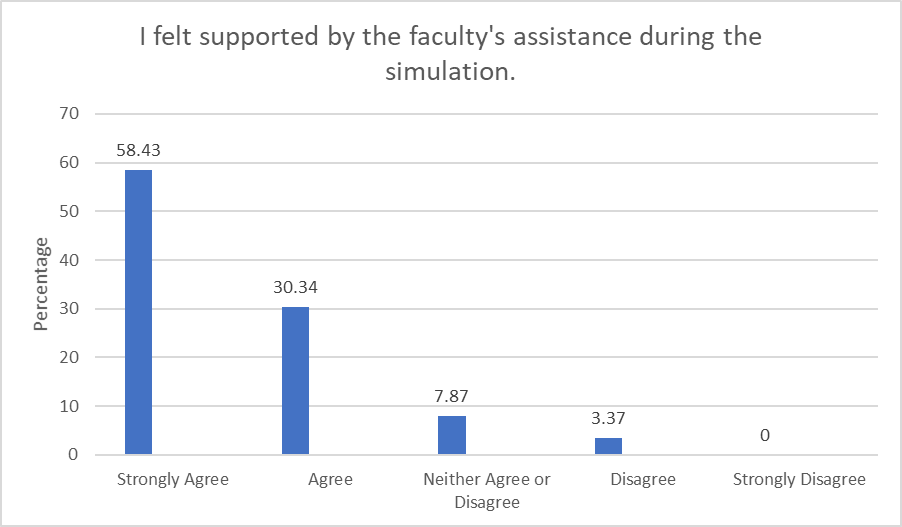 I felt supported by the faculty's assistance during the
simulation.
70
60
50
40
30
20
10
0
Percentage
58.43
30.34
7.87
3.37
0
Strongly Agree
Agree
Neither Agree or
Disagree
Disagree
Strongly Disagree